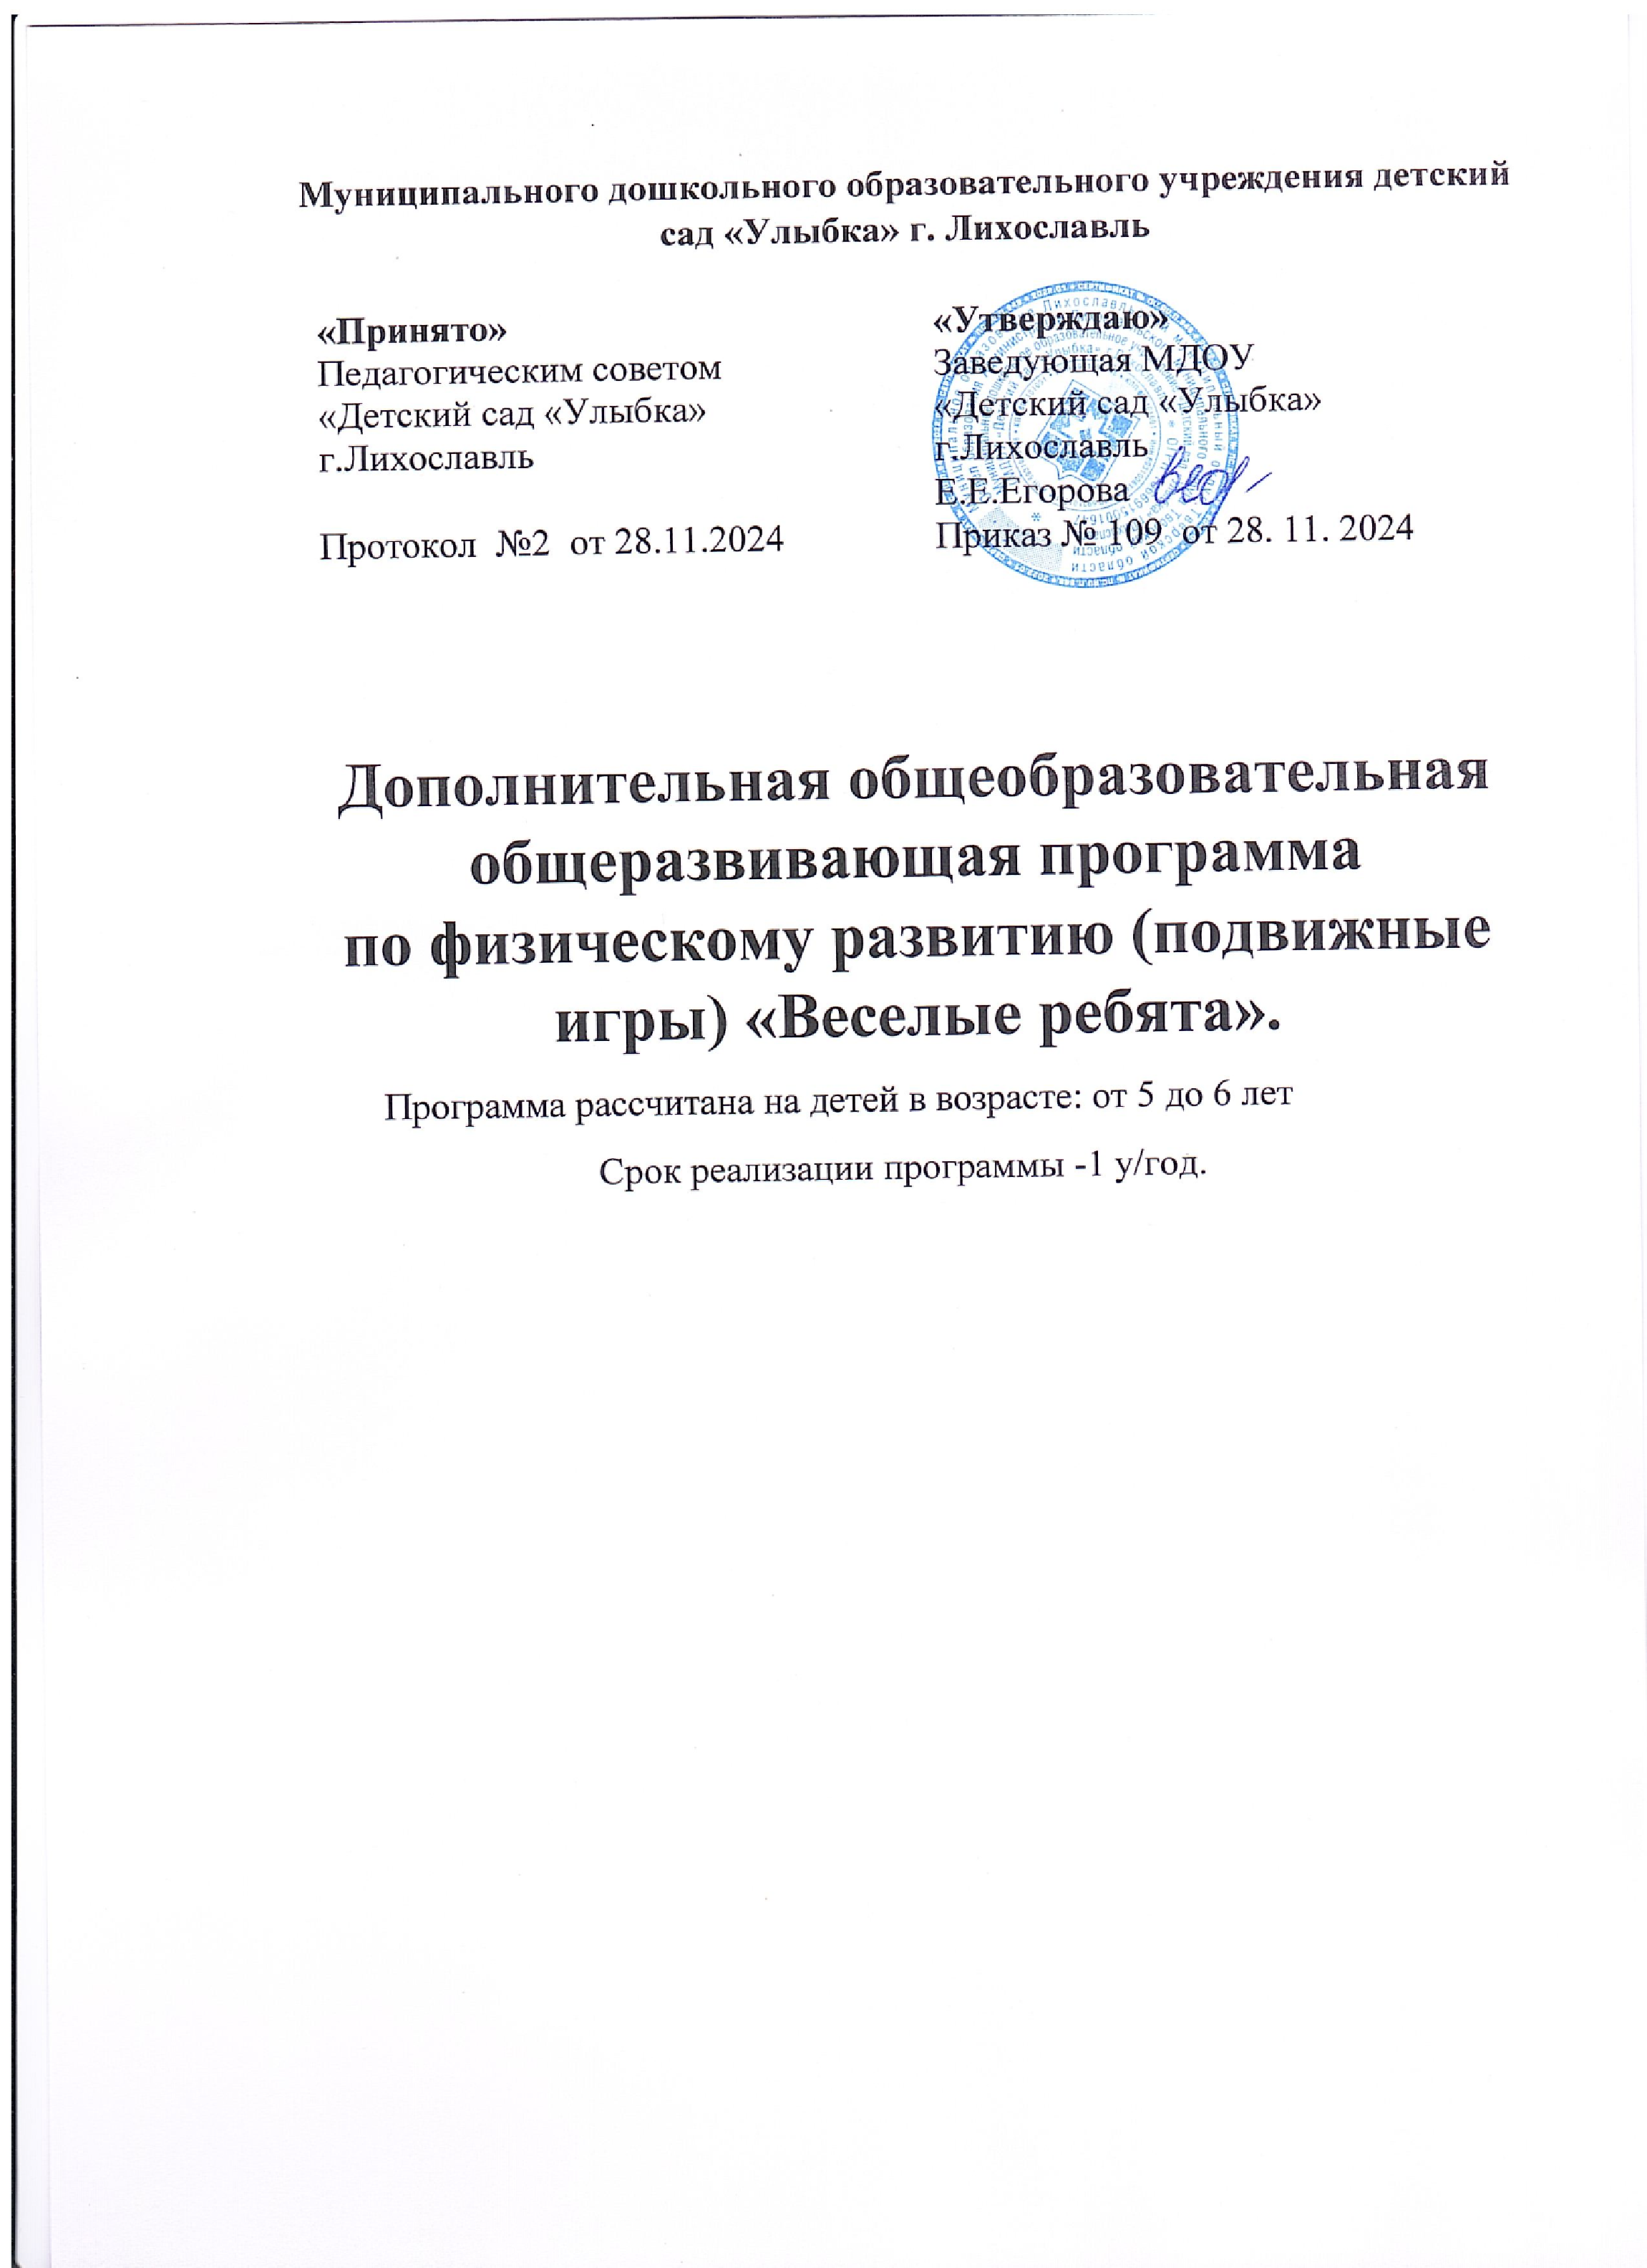 Муниципального дошкольного образовательного учреждения детский
сад «Улыбка» г. Лихославль
«Принято»
Педагогическим советом
«Детский сад «Улыбка»
г.Лихославль
Протокол №2 от 28.11.2024
«Утверждаю»
Заведующая МДОУ
«Детский сад «Улыбка»
г.Лихославль
Е.Е.Егорова
Приказ № 109 от 28. 11. 2024
Дополнительная общеобразовательная
общеразвивающая программа
по физическому развитию (подвижные
игры) «Веселые ребята».
Программа рассчитана на детей в возрасте: от 5 до 6 лет
Срок реализации программы -1 у/год.